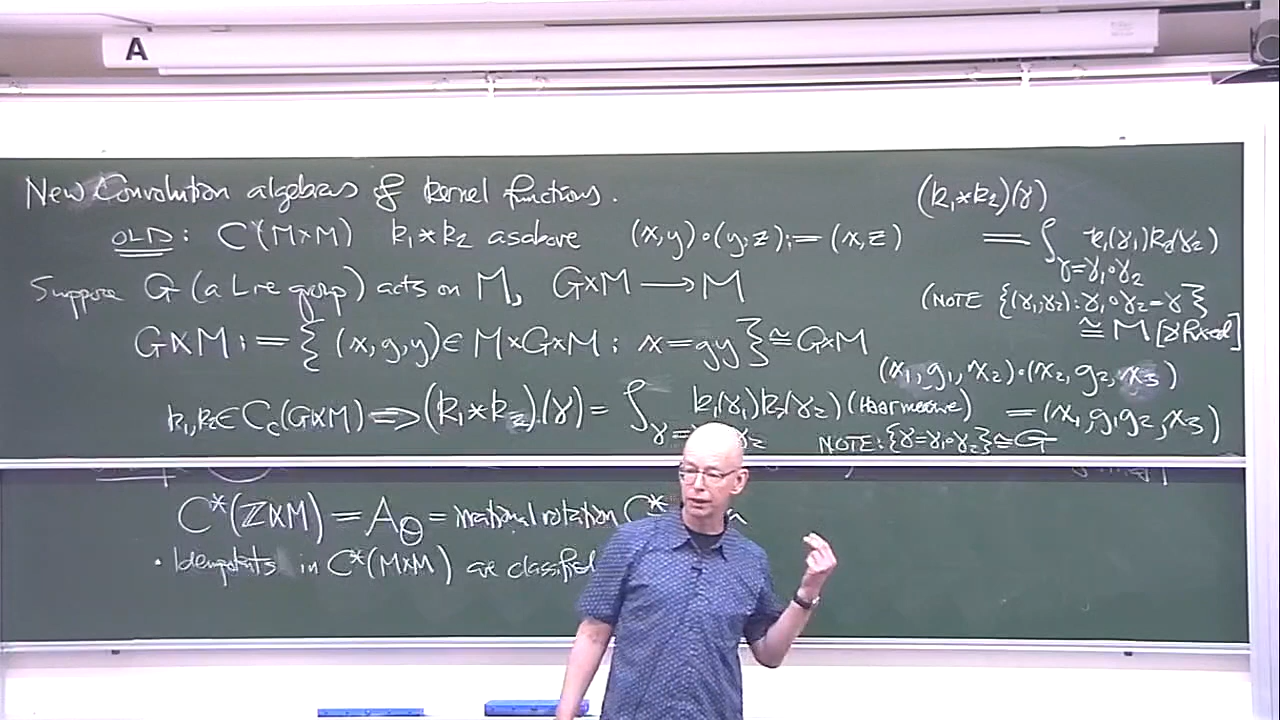 A
New Convolution algebras of kernel functions.
OLD: C*(M×M) k₁*k₂ as above (x,y)∘(y,z):=(x,z)
(k₁*k₂)(γ)
= ∫_{γ=γ₁∘γ₂} k₁(γ₁)k₂(γ₂)
(NOTE {(γ₁,γ₂):γ₁∘γ₂=γ}
≅ M [γ fixed]
Suppose G (a Lie group) acts on M, G×M ⟶ M
G⋉M := { (x,g,y) ∈ M×G×M : x=gy } ≅ G×M
(x₁,g₁,x₂)∘(x₂,g₂,x₃)
= (x₁,g₁g₂,x₃)
k₁,k₂∈C_c(G⋉M) ⟹ (k₁*k₂)(γ) = ∫ k₁(γ₁)k₂(γ₂) (Haar measure)
NOTE: {γ=γ₁∘γ₂}≅G
C*(ℤ⋉M) = A_Θ = irrational rotation C*
· Idempotents in C*(M×M) are classified